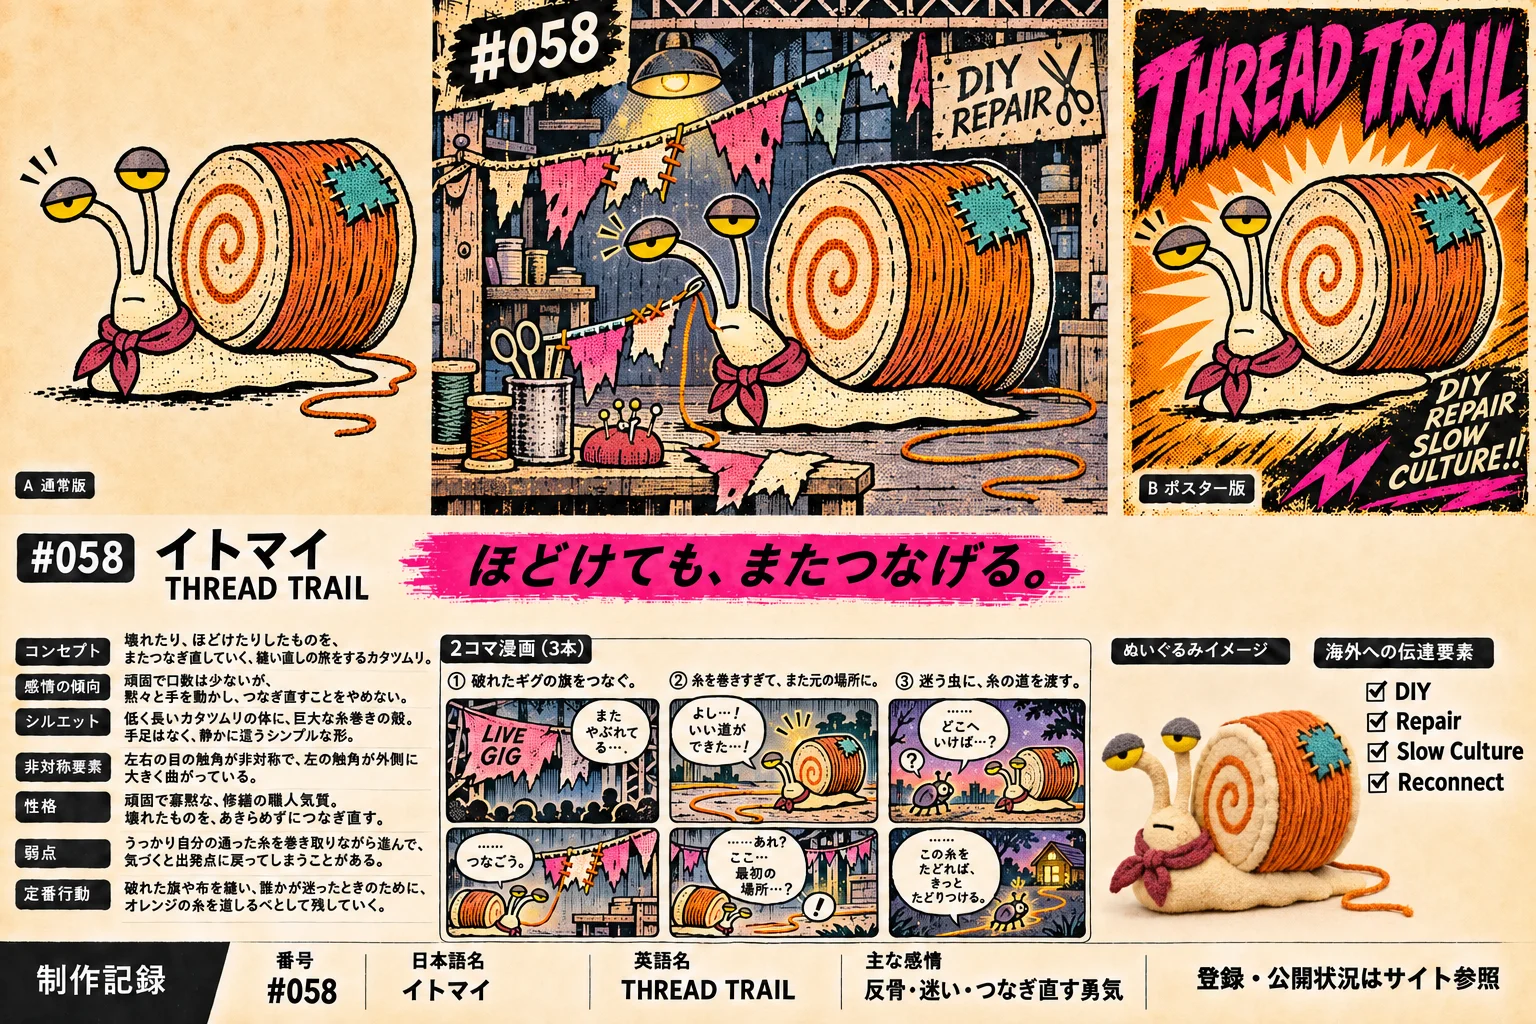 #058
DIY
REPAIR
THREAD TRAIL
DIY
REPAIR
SLOW
CULTURE!!
A 通常版
B ポスター版
#058
イトマイ
THREAD TRAIL
ほどけても、またつなげる。
コンセプト
壊れたり、ほどけたりしたものを、
またつなぎ直していく、縫い直しの旅をするカタツムリ。
感情の傾向
頑固で口数は少ないが、
黙々と手を動かし、つなぎ直すことをやめない。
シルエット
低く長いカタツムリの体に、巨大な糸巻きの殻。
手足はなく、静かに這うシンプルな形。
非対称要素
左右の目の触角が非対称で、左の触角が外側に
大きく曲がっている。
性格
頑固で寡黙な、修繕の職人気質。
壊れたものを、あきらめずにつなぎ直す。
弱点
うっかり自分の通った糸を巻き取りながら進んで、
気づくと出発点に戻ってしまうことがある。
定番行動
破れた旗や布を縫い、誰かが迷ったときのために、
オレンジの糸を道しるべとして残していく。
2コマ漫画(3本)
① 破れたギグの旗をつなぐ。
LIVE
GIG
また
やぶれて
る…．
……
つなごう。
② 糸を巻きすぎて、また元の場所に。
よし…！
いい道が
できた…！
……あれ？
ここ…
最初の
場所…？
！
③ 迷う虫に、糸の道を渡す。
……
どこへ
いけば…？
?
……
この糸を
たどれば、
きっと
たどりつける。
ぬいぐるみイメージ
海外への伝達要素
☑ DIY
☑ Repair
☑ Slow Culture
☑ Reconnect
制作記録
番号
#058
日本語名
イトマイ
英語名
THREAD TRAIL
主な感情
反骨・迷い・つなぎ直す勇気
登録・公開状況はサイト参照